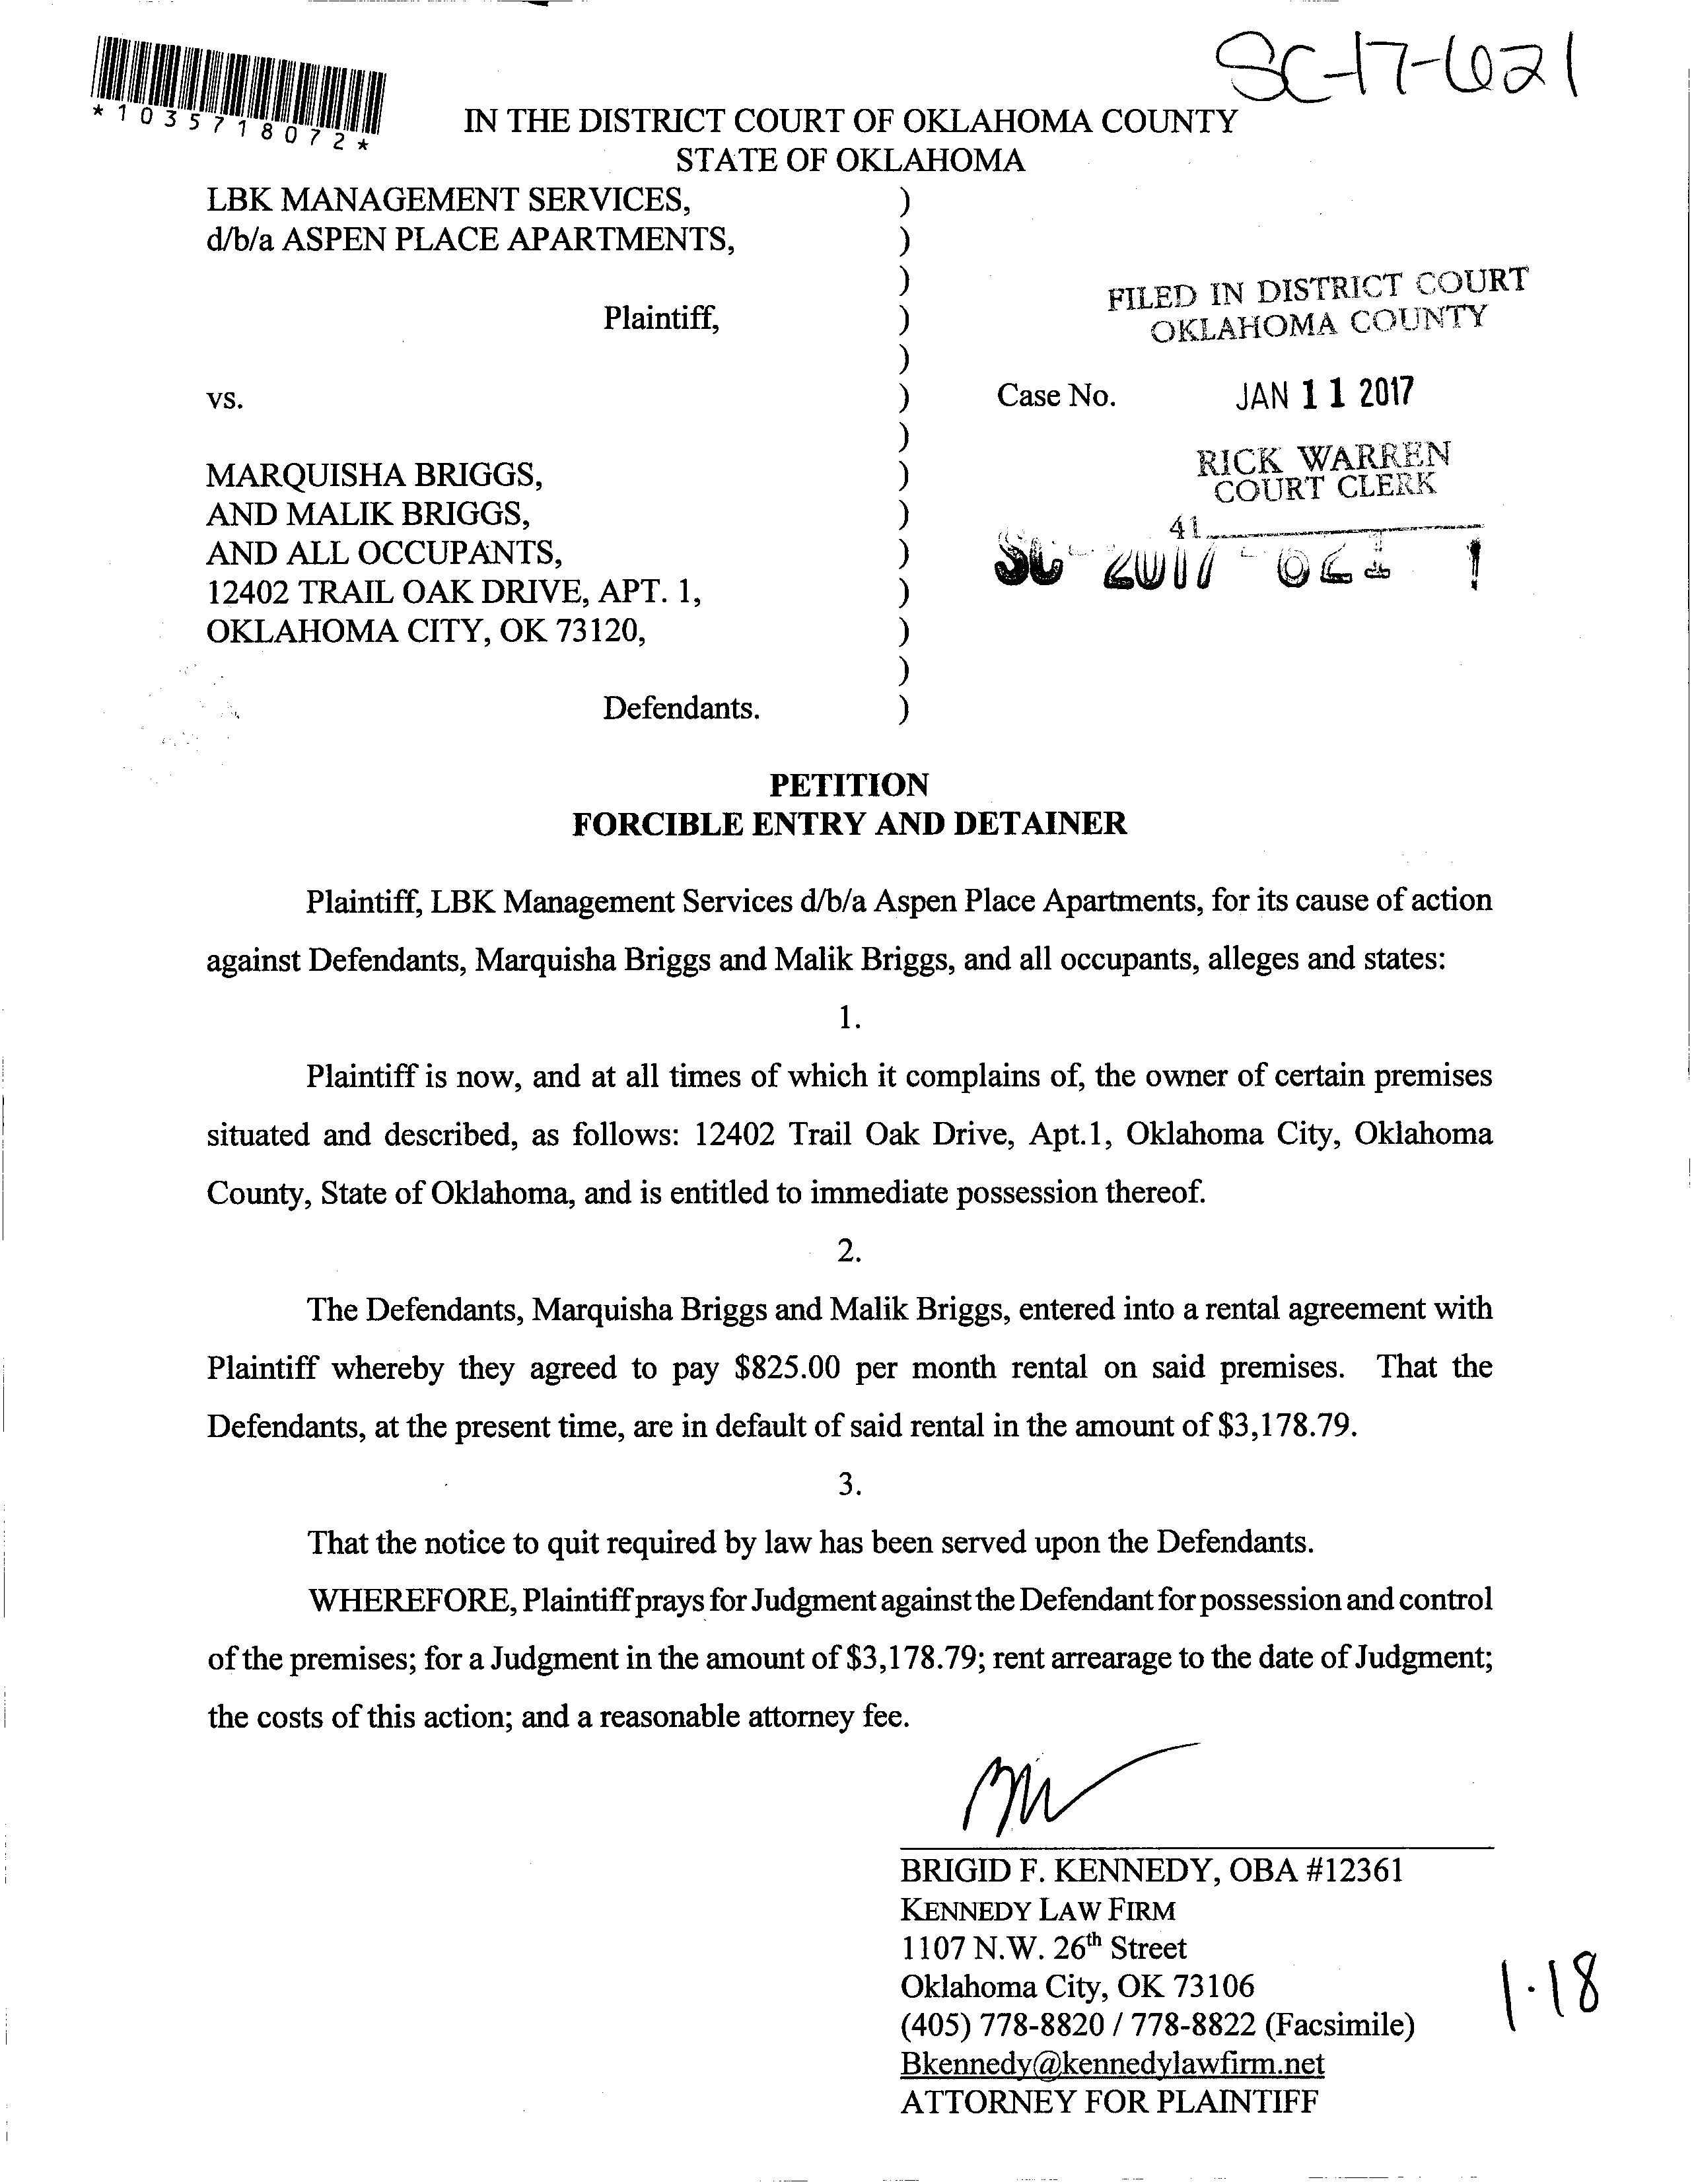 SC-17-621
*1035718072*
IN THE DISTRICT COURT OF OKLAHOMA COUNTY
STATE OF OKLAHOMA
LBK MANAGEMENT SERVICES, )
d/b/a ASPEN PLACE APARTMENTS, )
)
Plaintiff, )
)
vs. )
)
MARQUISHA BRIGGS, )
AND MALIK BRIGGS, )
AND ALL OCCUPANTS, )
12402 TRAIL OAK DRIVE, APT. 1, )
OKLAHOMA CITY, OK 73120, )
)
Defendants. )
FILED IN DISTRICT COURT
OKLAHOMA COUNTY
Case No. JAN 11 2017
RICK WARREN
COURT CLERK
41
SC-2017-621
PETITION
FORCIBLE ENTRY AND DETAINER
Plaintiff, LBK Management Services d/b/a Aspen Place Apartments, for its cause of action
against Defendants, Marquisha Briggs and Malik Briggs, and all occupants, alleges and states:
1.
Plaintiff is now, and at all times of which it complains of, the owner of certain premises
situated and described, as follows: 12402 Trail Oak Drive, Apt.1, Oklahoma City, Oklahoma
County, State of Oklahoma, and is entitled to immediate possession thereof.
2.
The Defendants, Marquisha Briggs and Malik Briggs, entered into a rental agreement with
Plaintiff whereby they agreed to pay $825.00 per month rental on said premises. That the
Defendants, at the present time, are in default of said rental in the amount of $3,178.79.
3.
That the notice to quit required by law has been served upon the Defendants.
WHEREFORE, Plaintiff prays for Judgment against the Defendant for possession and control
of the premises; for a Judgment in the amount of $3,178.79; rent arrearage to the date of Judgment;
the costs of this action; and a reasonable attorney fee.
BRIGID F. KENNEDY, OBA #12361
KENNEDY LAW FIRM
1107 N.W. 26th Street
Oklahoma City, OK 73106
(405) 778-8820 / 778-8822 (Facsimile)
Bkennedy@kennedylawfirm.net
ATTORNEY FOR PLAINTIFF
1·18